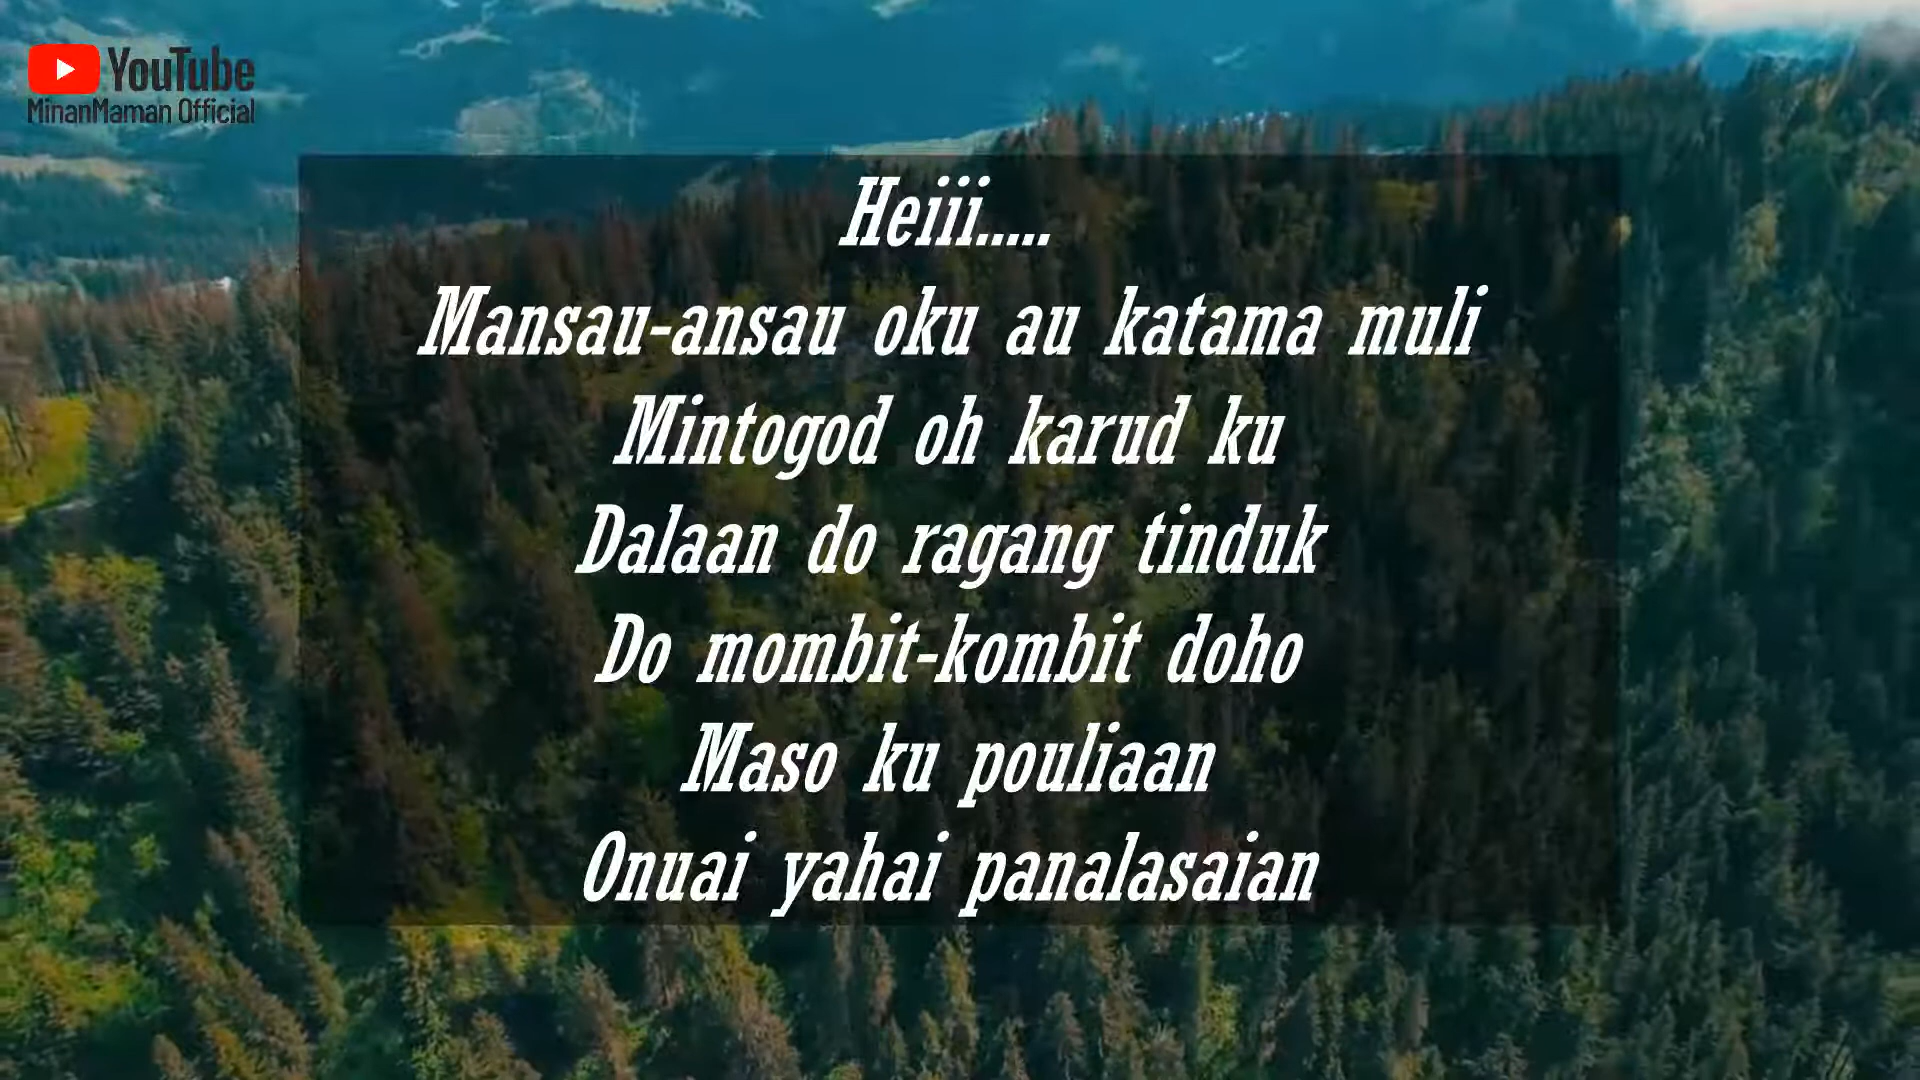 YouTube
MinanMaman Official
Heiii.....
Mansau-ansau oku au katama muli
Mintogod oh karud ku
Dalaan do ragang tinduk
Do mombit-kombit doho
Maso ku pouliaan
Onuai yahai panalasaian